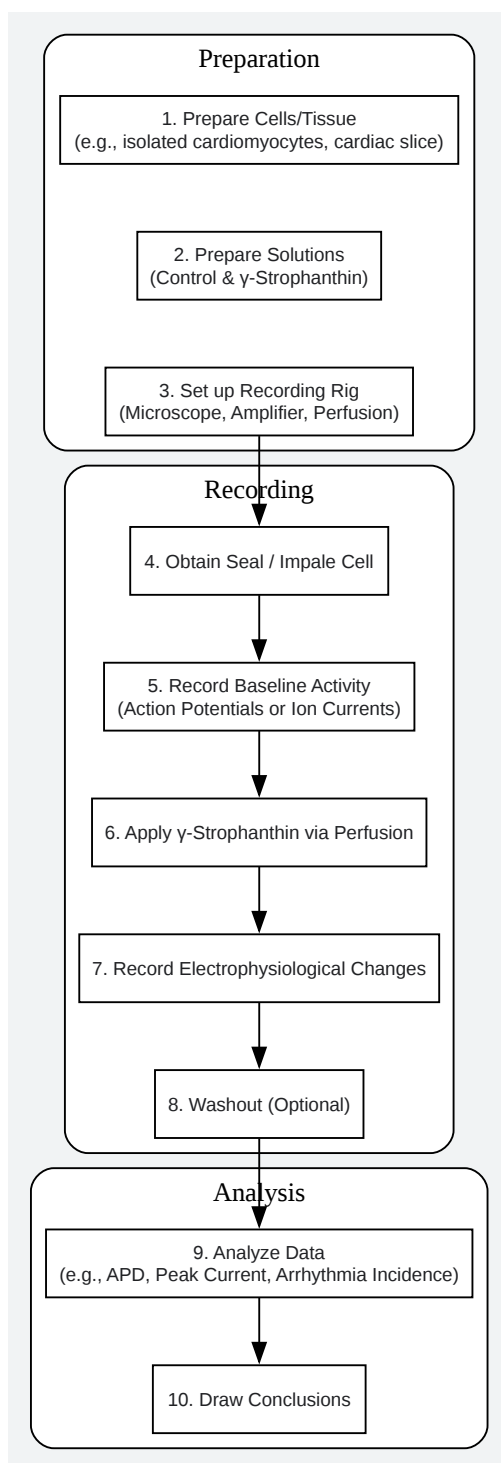 Preparation
1. Prepare Cells/Tissue
(e.g., isolated cardiomyocytes, cardiac slice)
2. Prepare Solutions
(Control & γ-Strophanthin)
3. Set up Recording Rig
(Microscope, Amplifier, Perfusion)
Recording
4. Obtain Seal / Impale Cell
5. Record Baseline Activity
(Action Potentials or Ion Currents)
6. Apply γ-Strophanthin via Perfusion
7. Record Electrophysiological Changes
8. Washout (Optional)
Analysis
9. Analyze Data
(e.g., APD, Peak Current, Arrhythmia Incidence)
10. Draw Conclusions